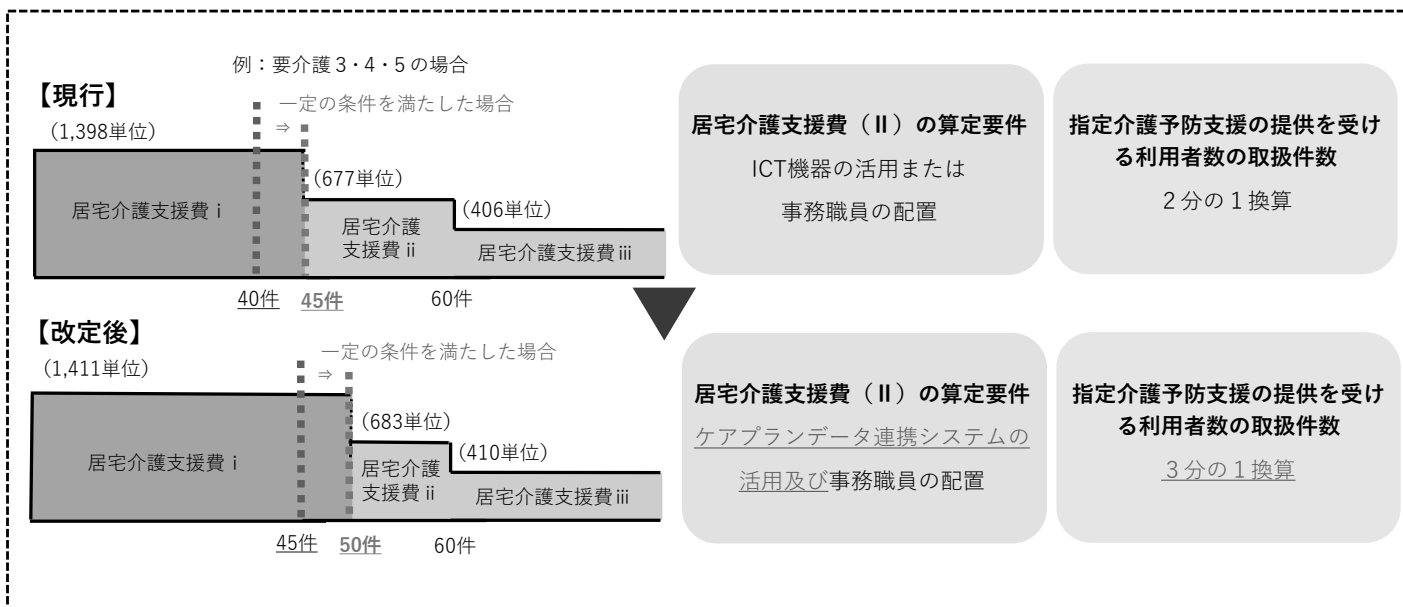 例：要介護３・４・５の場合
【現行】
一定の条件を満たした場合
⇒
（1,398単位）
（677単位）
（406単位）
居宅介護支援費ⅰ
居宅介護
支援費ⅱ
居宅介護支援費ⅲ
40件
45件
60件
居宅介護支援費（Ⅱ）の算定要件
ICT機器の活用または
事務職員の配置
指定介護予防支援の提供を受け
る利用者数の取扱件数
２分の１換算
【改定後】
一定の条件を満たした場合
⇒
（1,411単位）
（683単位）
（410単位）
居宅介護支援費ⅰ
居宅介護
支援費ⅱ
居宅介護支援費ⅲ
45件
50件
60件
居宅介護支援費（Ⅱ）の算定要件
ケアプランデータ連携システムの
活用及び事務職員の配置
指定介護予防支援の提供を受け
る利用者数の取扱件数
３分の１換算